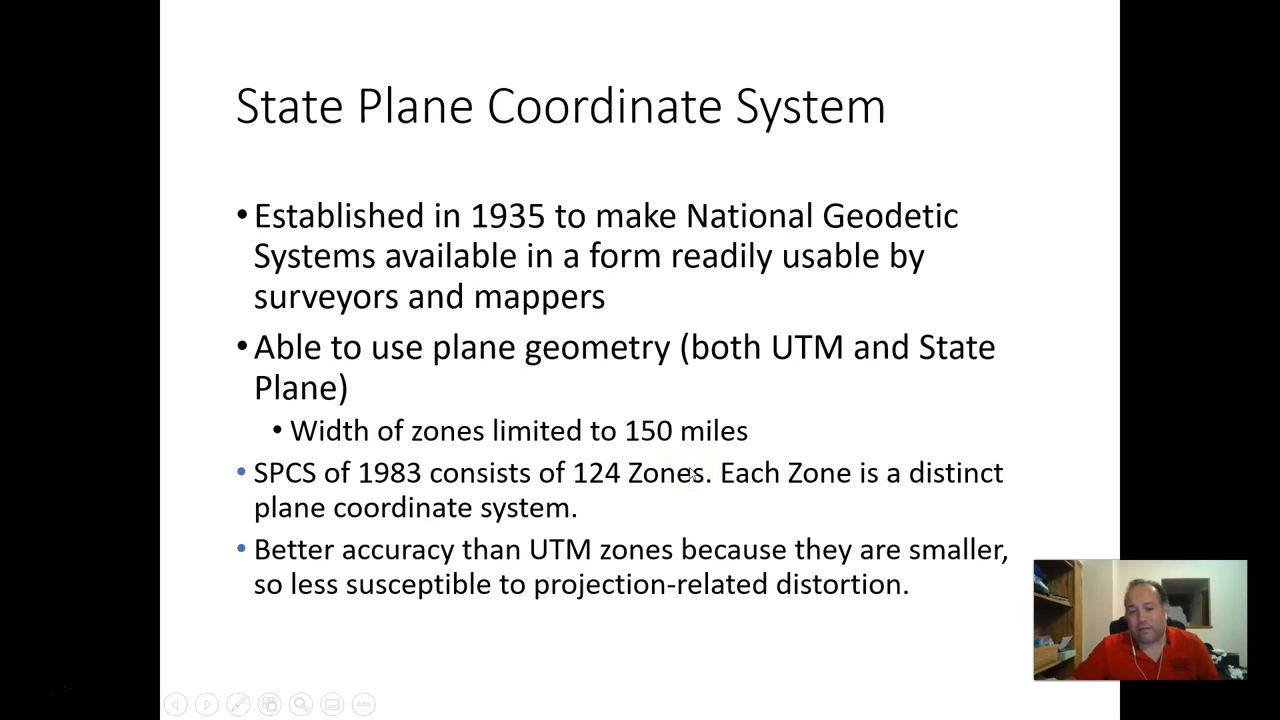 State Plane Coordinate System
• Established in 1935 to make National Geodetic
Systems available in a form readily usable by
surveyors and mappers
• Able to use plane geometry (both UTM and State
Plane)
• Width of zones limited to 150 miles
• SPCS of 1983 consists of 124 Zones. Each Zone is a distinct
plane coordinate system.
• Better accuracy than UTM zones because they are smaller,
so less susceptible to projection-related distortion.